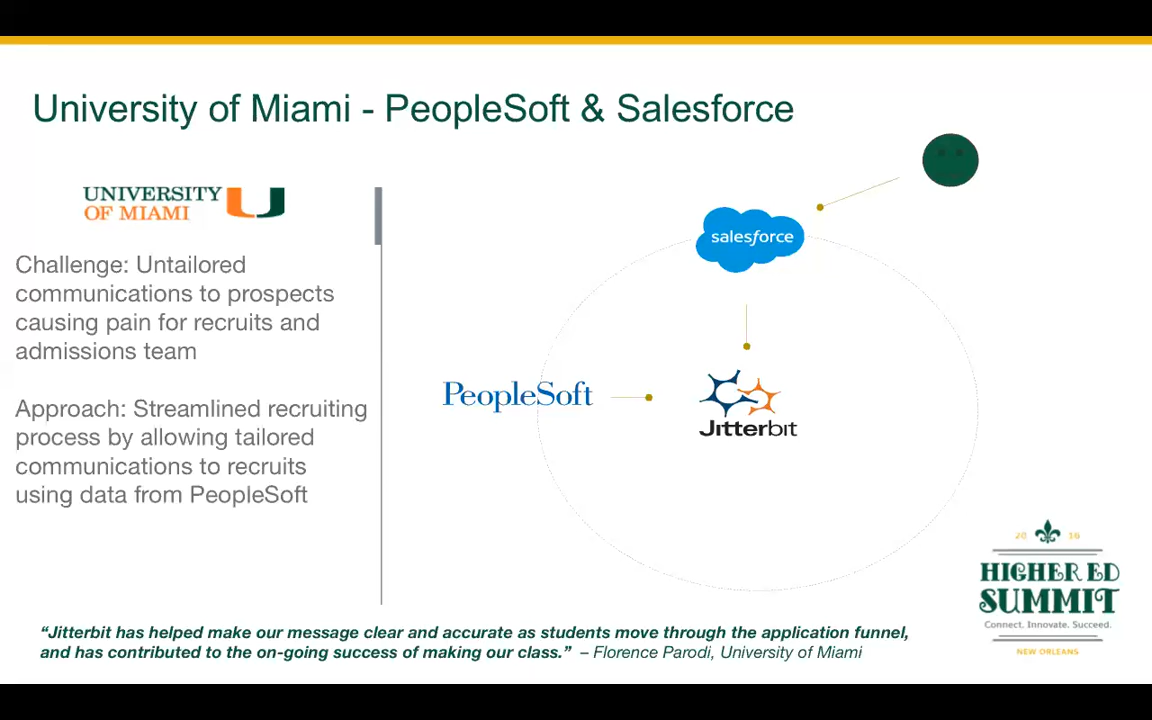 University of Miami - PeopleSoft & Salesforce
UNIVERSITY
OF MIAMI
Challenge: Untailored
communications to prospects
causing pain for recruits and
admissions team
Approach: Streamlined recruiting
process by allowing tailored
communications to recruits
using data from PeopleSoft
salesforce
PeopleSoft
Jitterbit
2016
HIGHER ED
SUMMIT
Connect. Innovate. Succeed.
NEW ORLEANS
“Jitterbit has helped make our message clear and accurate as students move through the application funnel,
and has contributed to the on-going success of making our class.” – Florence Parodi, University of Miami